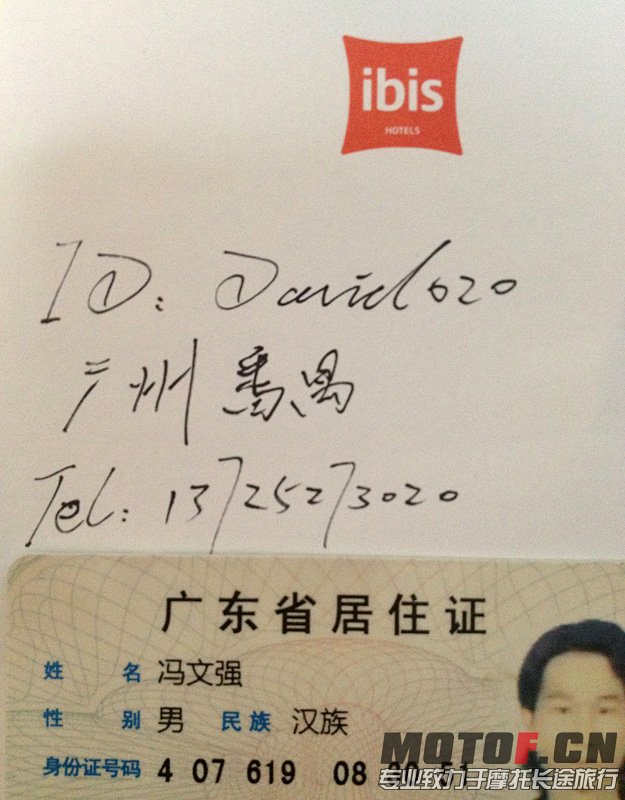 ibis
HOTELS
ID: David020
广州 番禺
Tel: 13725273020
广东省居住证
姓 名 冯文强
性 别 男 民族 汉族
身份证号码 4 07 619 08
MOTOF.CN
专业致力于摩托长途旅行